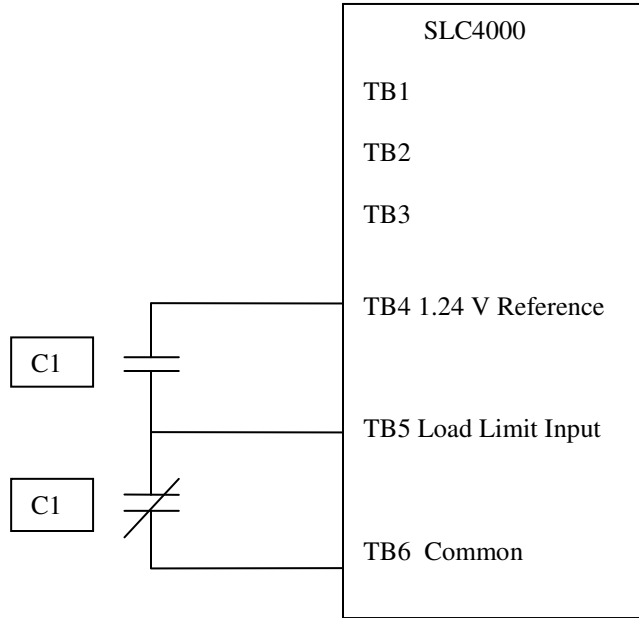 SLC4000
TB1
TB2
TB3
TB4 1.24 V Reference
C1
TB5 Load Limit Input
C1
TB6 Common